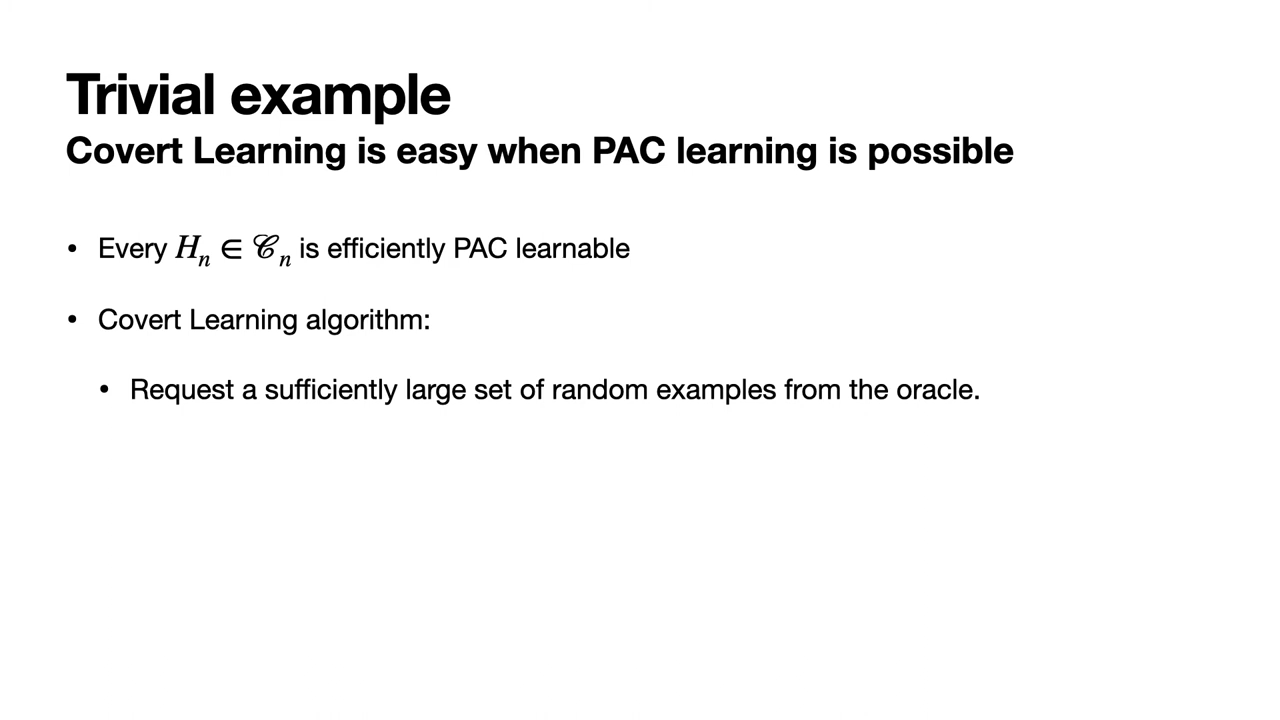 Trivial example
Covert Learning is easy when PAC learning is possible
• Every Hₙ ∈ 𝒞ₙ is efficiently PAC learnable
• Covert Learning algorithm:
• Request a sufficiently large set of random examples from the oracle.